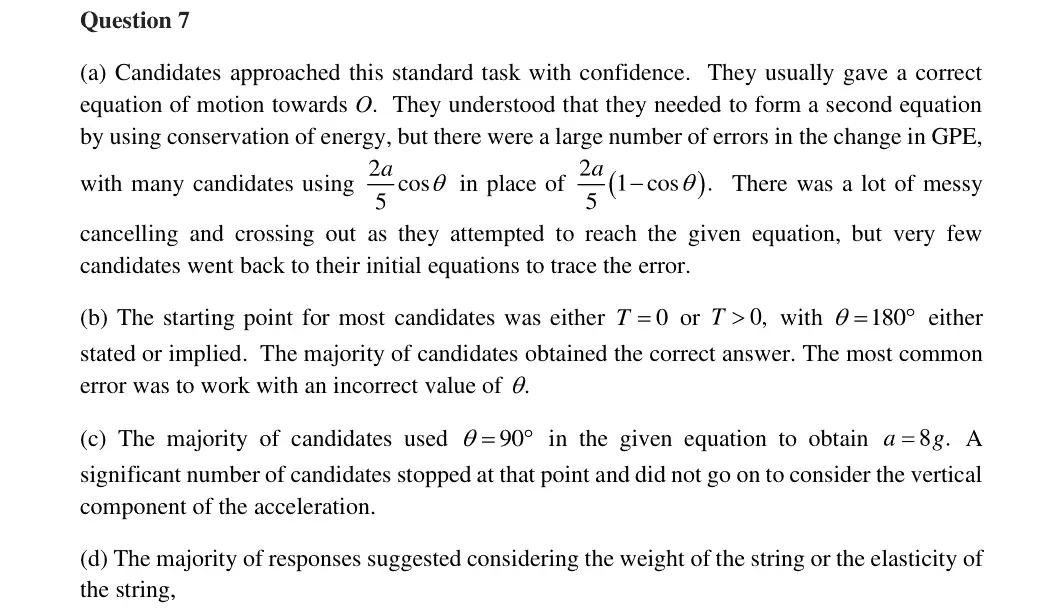 Question 7
(a) Candidates approached this standard task with confidence. They usually gave a correct
equation of motion towards O. They understood that they needed to form a second equation
by using conservation of energy, but there were a large number of errors in the change in GPE,
with many candidates using 2a/5 cos θ in place of 2a/5 (1 − cos θ). There was a lot of messy
cancelling and crossing out as they attempted to reach the given equation, but very few
candidates went back to their initial equations to trace the error.
(b) The starting point for most candidates was either T = 0 or T > 0, with θ = 180° either
stated or implied. The majority of candidates obtained the correct answer. The most common
error was to work with an incorrect value of θ.
(c) The majority of candidates used θ = 90° in the given equation to obtain a = 8g. A
significant number of candidates stopped at that point and did not go on to consider the vertical
component of the acceleration.
(d) The majority of responses suggested considering the weight of the string or the elasticity of
the string,